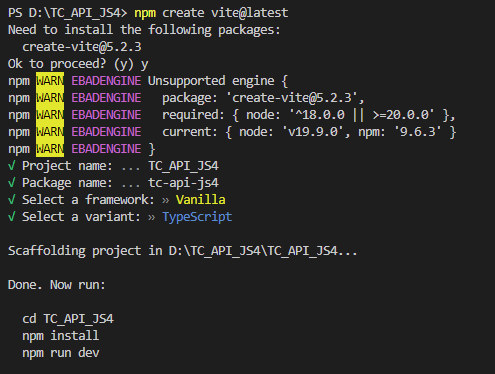 PS D:\TC_API_JS4> npm create vite@latest
Need to install the following packages:
  create-vite@5.2.3
Ok to proceed? (y) y
npm WARN EBADENGINE Unsupported engine {
npm WARN EBADENGINE   package: 'create-vite@5.2.3',
npm WARN EBADENGINE   required: { node: '^18.0.0 || >=20.0.0' },
npm WARN EBADENGINE   current: { node: 'v19.9.0', npm: '9.6.3' }
npm WARN EBADENGINE }
√ Project name: ... TC_API_JS4
√ Package name: ... tc-api-js4
√ Select a framework: » Vanilla
√ Select a variant: » TypeScript

Scaffolding project in D:\TC_API_JS4\TC_API_JS4...

Done. Now run:

  cd TC_API_JS4
  npm install
  npm run dev